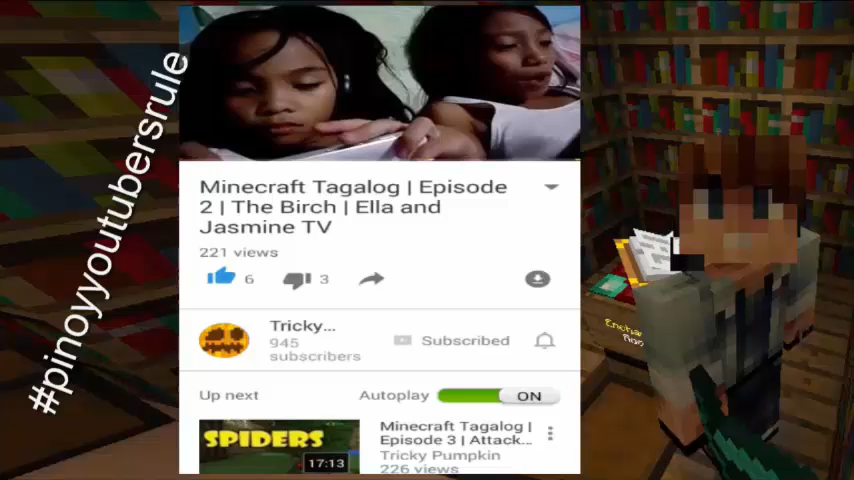 #pinoyyoutubersrule
Minecraft Tagalog | Episode
2 | The Birch | Ella and
Jasmine TV
221 views
6
3
Tricky...
945
subscribers
Subscribed
Up next
Autoplay
ON
SPIDERS
17:13
Minecraft Tagalog |
Episode 3 | Attack...
Tricky Pumpkin
226 views